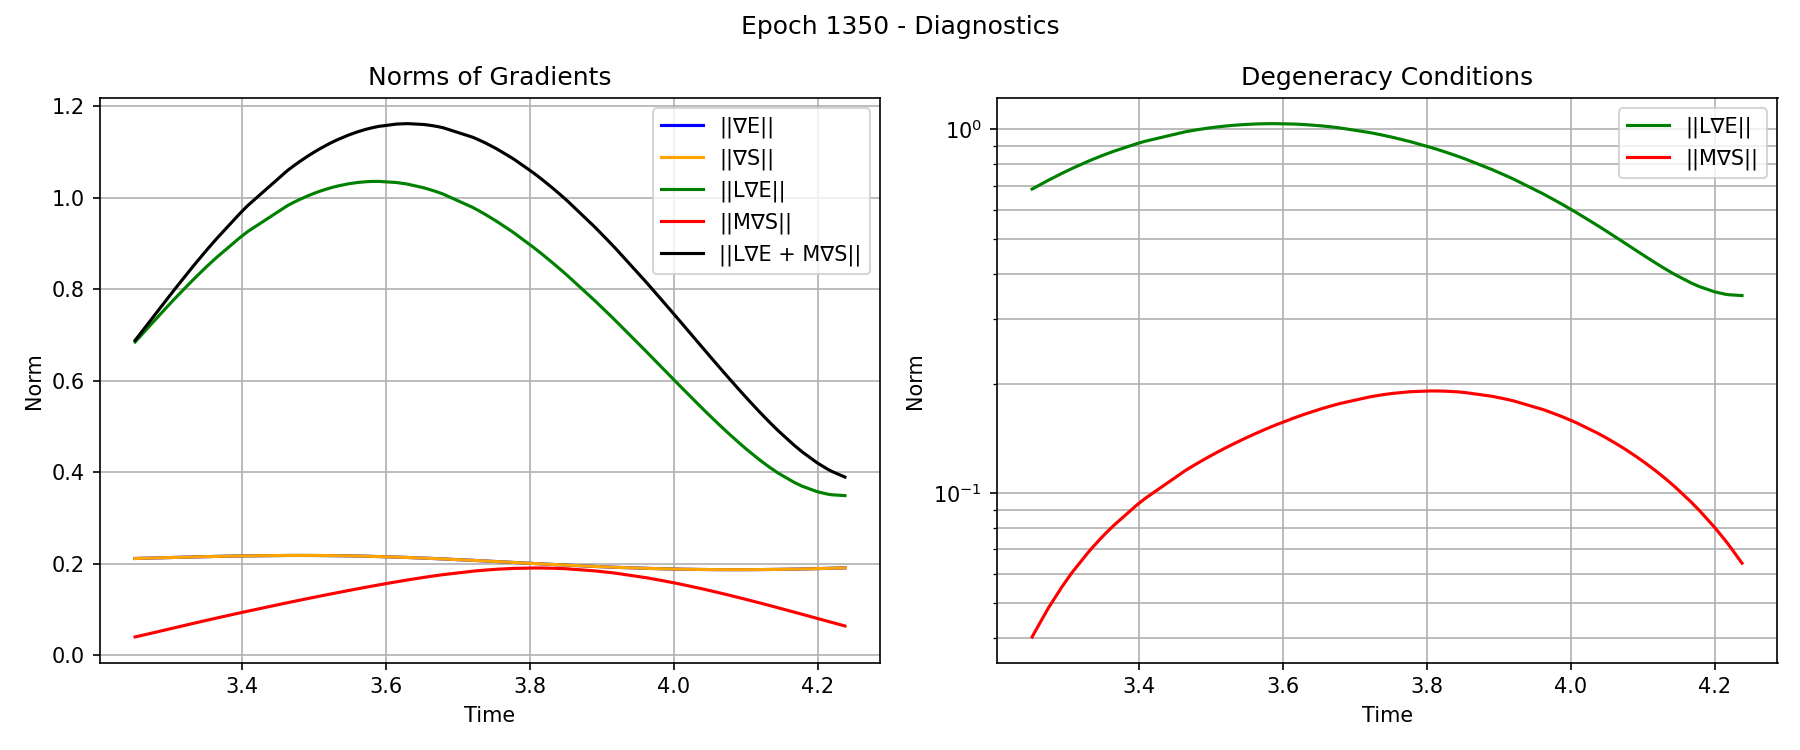 Epoch 1350 - Diagnostics
Norms of Gradients
Norm
1.2
1.0
0.8
0.6
0.4
0.2
0.0
||∇E||
||∇S||
||L∇E||
||M∇S||
||L∇E + M∇S||
3.4 3.6 3.8 4.0 4.2
Time
Degeneracy Conditions
Norm
10⁰
10⁻¹
||L∇E||
||M∇S||
3.4 3.6 3.8 4.0 4.2
Time